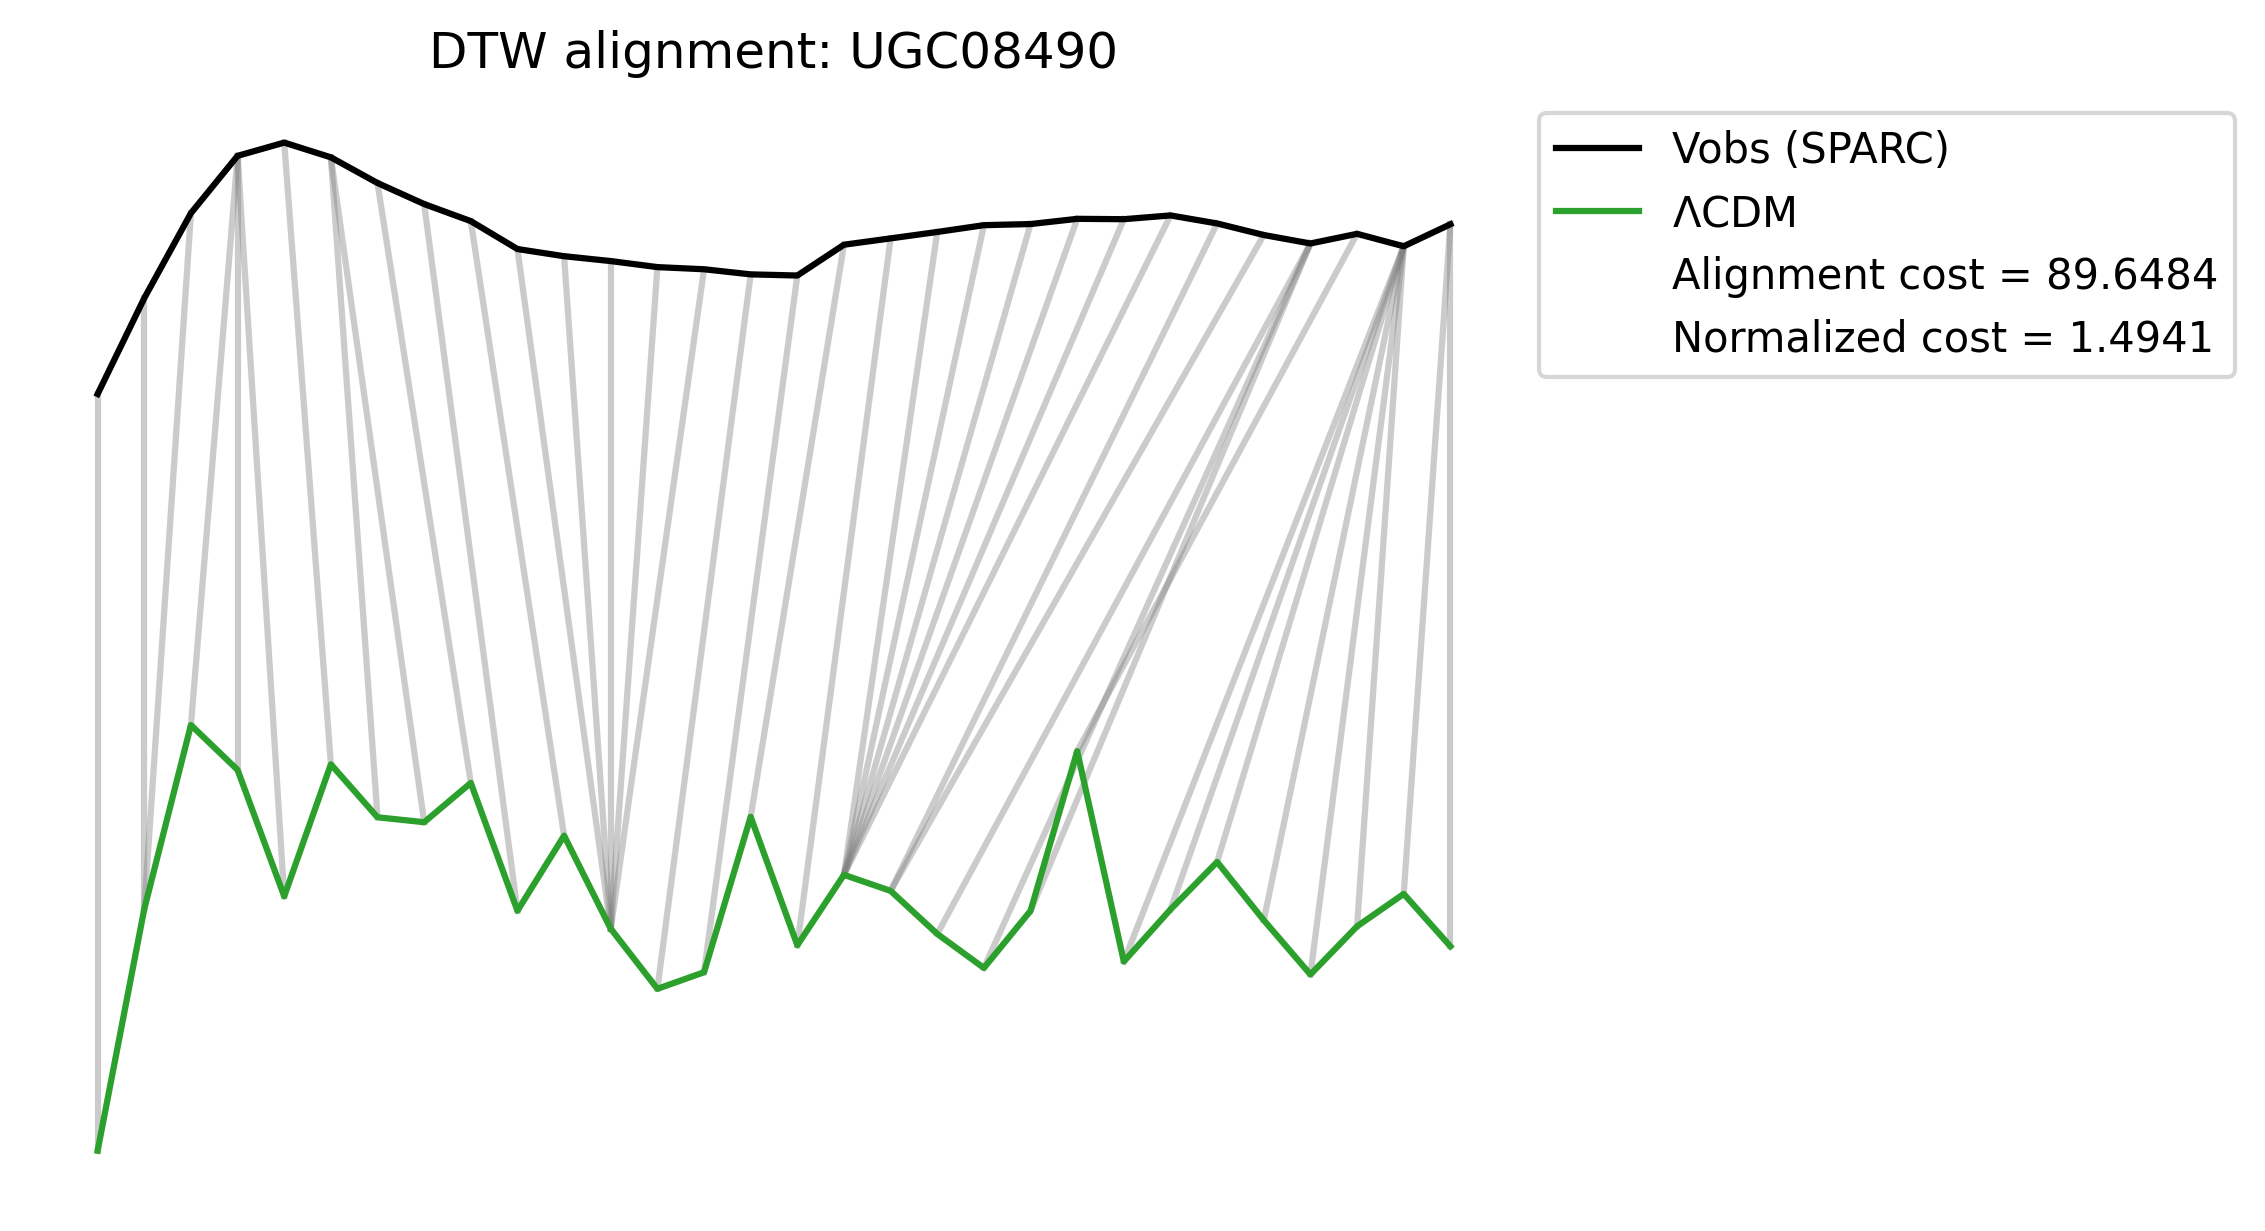 DTW alignment: UGC08490
Vobs (SPARC)
ΛCDM
Alignment cost = 89.6484
Normalized cost = 1.4941